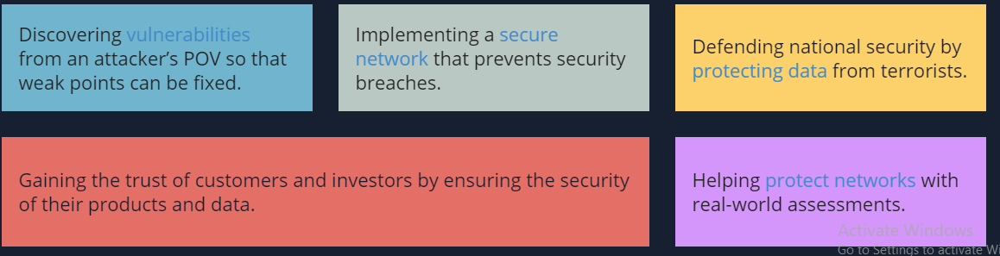 Discovering vulnerabilities
from an attacker's POV so that
weak points can be fixed.
Implementing a secure
network that prevents security
breaches.
Defending national security by
protecting data from terrorists.
Gaining the trust of customers and investors by ensuring the security
of their products and data.
Helping protect networks with
real-world assessments.
Activate Windows
Go to Settings to activate